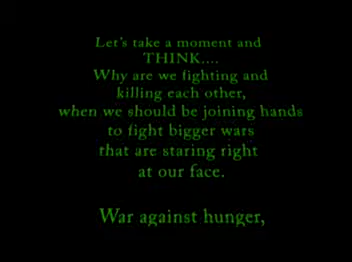 Let's take a moment and
THINK....
Why are we fighting and
killing each other,
when we should be joining hands
to fight bigger wars
that are staring right
at our face.
War against hunger,